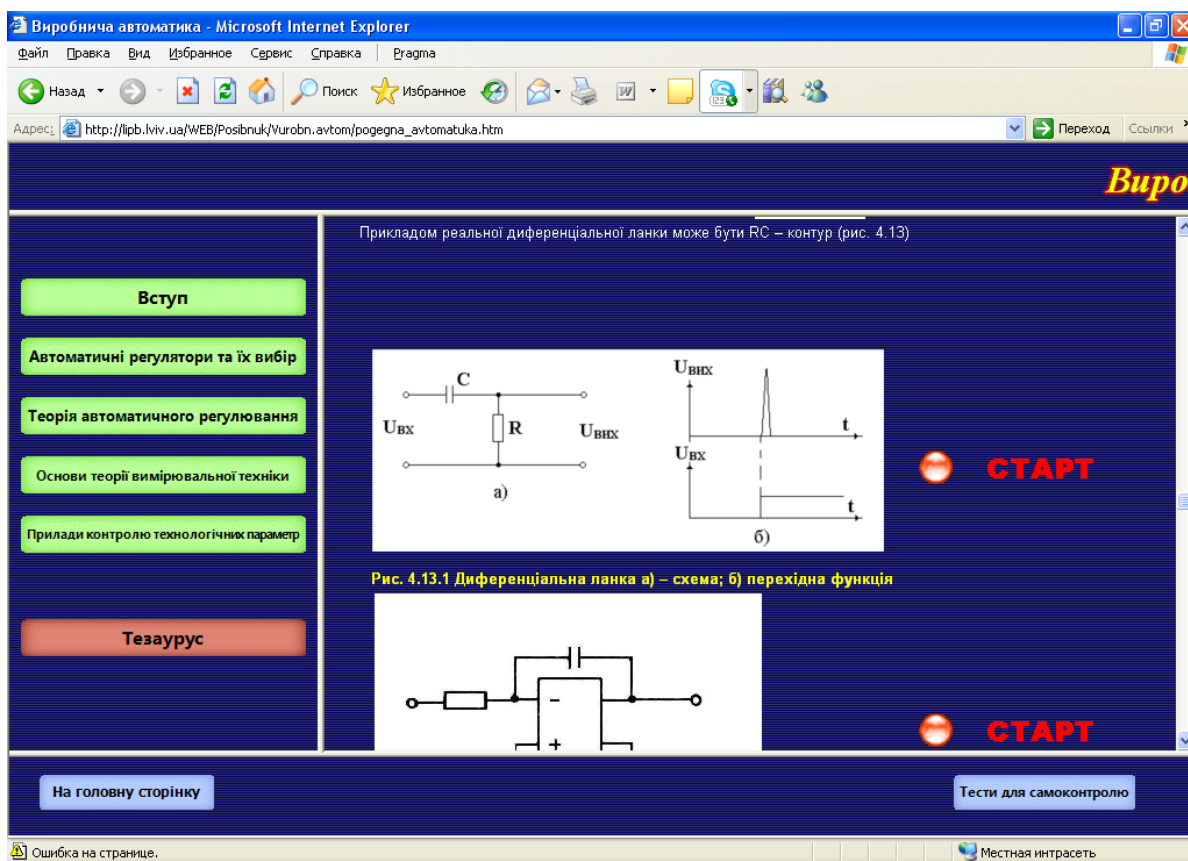 Виробнича автоматика - Microsoft Internet Explorer
Файл Правка Вид Избранное Сервис Справка Pragma
Назад Поиск Избранное
Адрес: http://lipb.lviv.ua/WEB/Posibnuk/Vurobn.avtom/pogegna_avtomatuka.htm Переход Ссылки
Виро
Прикладом реальної диференціальної ланки може бути RC – контур (рис. 4.13)
Вступ
Автоматичні регулятори та їх вибір
Теорія автоматичного регулювання
Основи теорії вимірювальної техніки
Прилади контролю технологічних параметр
Тезаурус
C
R
Uвх
Uвих
а)
Uвих
t
Uвх
t
б)
СТАРТ
Рис. 4.13.1 Диференціальна ланка а) – схема; б) перехідна функція
−
+
СТАРТ
На головну сторінку
Тести для самоконтролю
Ошибка на странице.
Местная интрасеть